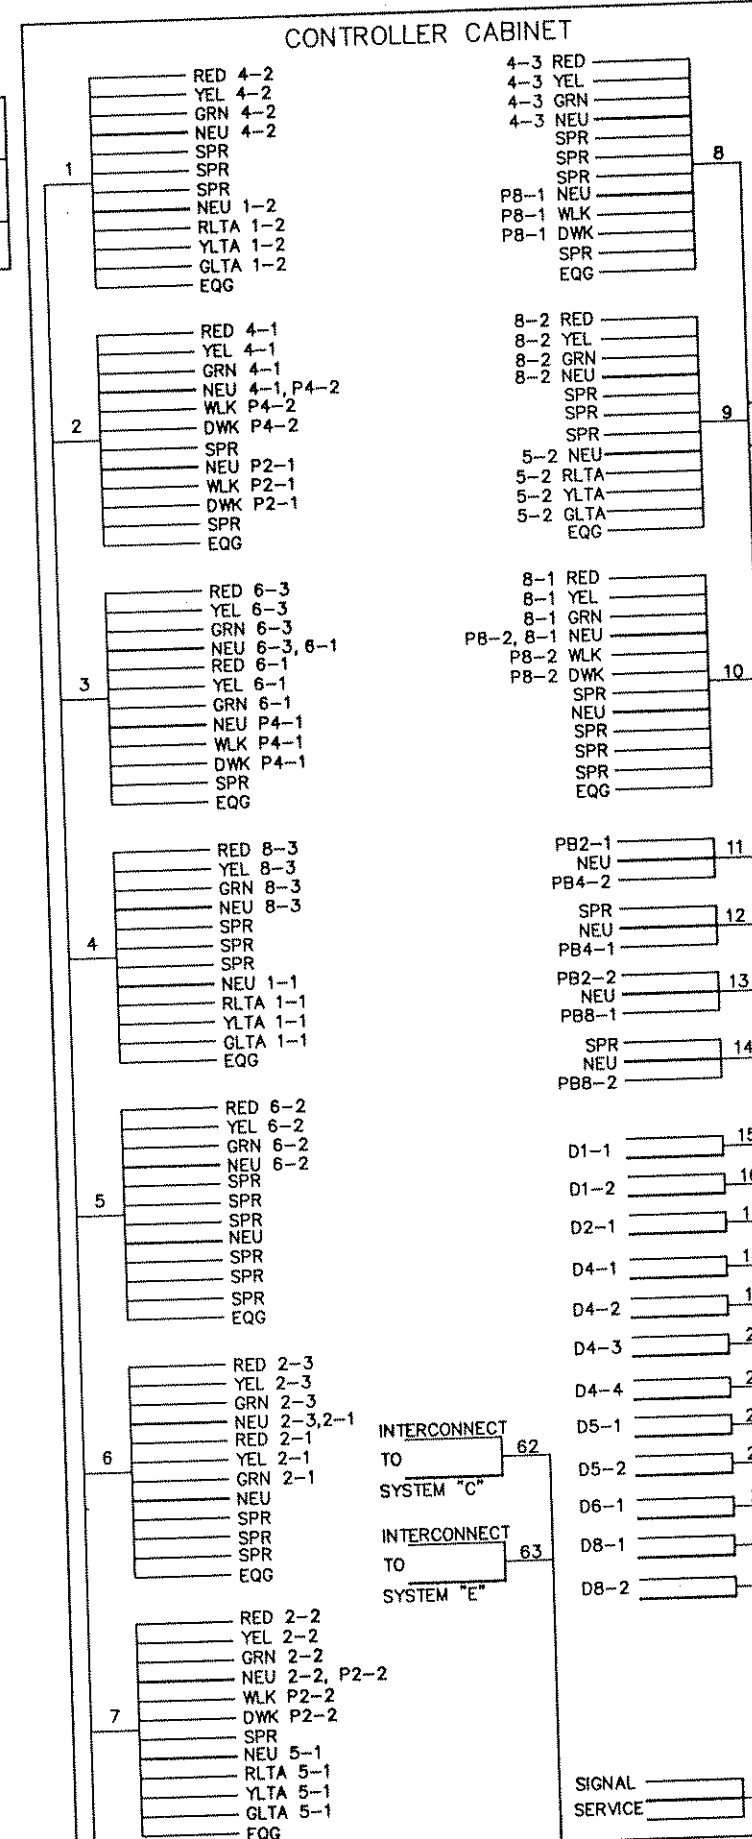 CONTROLLER CABINET
1
RED 4-2
YEL 4-2
GRN 4-2
NEU 4-2
SPR
SPR
SPR
NEU 1-2
RLTA 1-2
YLTA 1-2
GLTA 1-2
EQG
2
RED 4-1
YEL 4-1
GRN 4-1
NEU 4-1, P4-2
WLK P4-2
DWK P4-2
SPR
NEU P2-1
WLK P2-1
DWK P2-1
SPR
EQG
3
RED 6-3
YEL 6-3
GRN 6-3
NEU 6-3, 6-1
RED 6-1
YEL 6-1
GRN 6-1
NEU P4-1
WLK P4-1
DWK P4-1
SPR
EQG
4
RED 8-3
YEL 8-3
GRN 8-3
NEU 8-3
SPR
SPR
SPR
NEU 1-1
RLTA 1-1
YLTA 1-1
GLTA 1-1
EQG
5
RED 6-2
YEL 6-2
GRN 6-2
NEU 6-2
SPR
SPR
SPR
NEU
SPR
SPR
SPR
EQG
6
RED 2-3
YEL 2-3
GRN 2-3
NEU 2-3,2-1
RED 2-1
YEL 2-1
GRN 2-1
NEU
SPR
SPR
SPR
EQG
7
RED 2-2
YEL 2-2
GRN 2-2
NEU 2-2, P2-2
WLK P2-2
DWK P2-2
SPR
NEU 5-1
RLTA 5-1
YLTA 5-1
GLTA 5-1
EQG
INTERCONNECT
TO
SYSTEM "C"
62
INTERCONNECT
TO
SYSTEM "E"
63
4-3 RED
4-3 YEL
4-3 GRN
4-3 NEU
SPR
SPR
SPR
P8-1 NEU
P8-1 WLK
P8-1 DWK
SPR
EQG
8
8-2 RED
8-2 YEL
8-2 GRN
8-2 NEU
SPR
SPR
SPR
5-2 NEU
5-2 RLTA
5-2 YLTA
5-2 GLTA
EQG
9
8-1 RED
8-1 YEL
8-1 GRN
P8-2, 8-1 NEU
P8-2 WLK
P8-2 DWK
SPR
NEU
SPR
SPR
SPR
EQG
10
PB2-1
NEU
PB4-2
11
SPR
NEU
PB4-1
12
PB2-2
NEU
PB8-1
13
SPR
NEU
PB8-2
14
D1-1
15
D1-2
D2-1
D4-1
D4-2
D4-3
D4-4
D5-1
D5-2
D6-1
D8-1
D8-2
SIGNAL
SERVICE